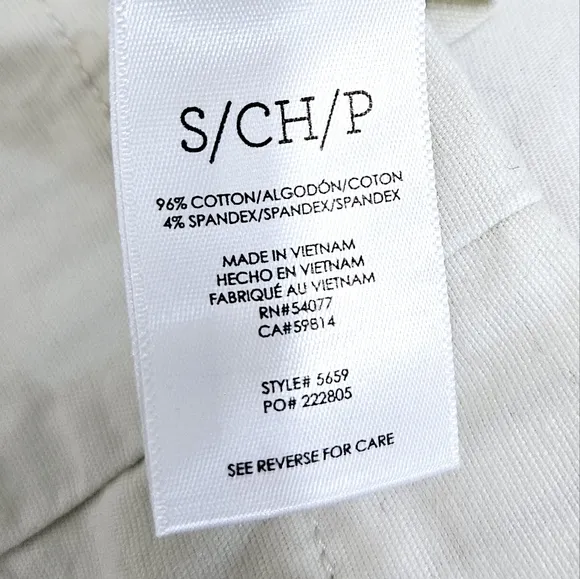 S/CH/P
96% COTTON/ALGODÓN/COTON
4% SPANDEX/SPANDEX/SPANDEX
MADE IN VIETNAM
HECHO EN VIETNAM
FABRIQUÉ AU VIETNAM
RN#54077
CA#59814
STYLE# 5659
PO# 222805
SEE REVERSE FOR CARE